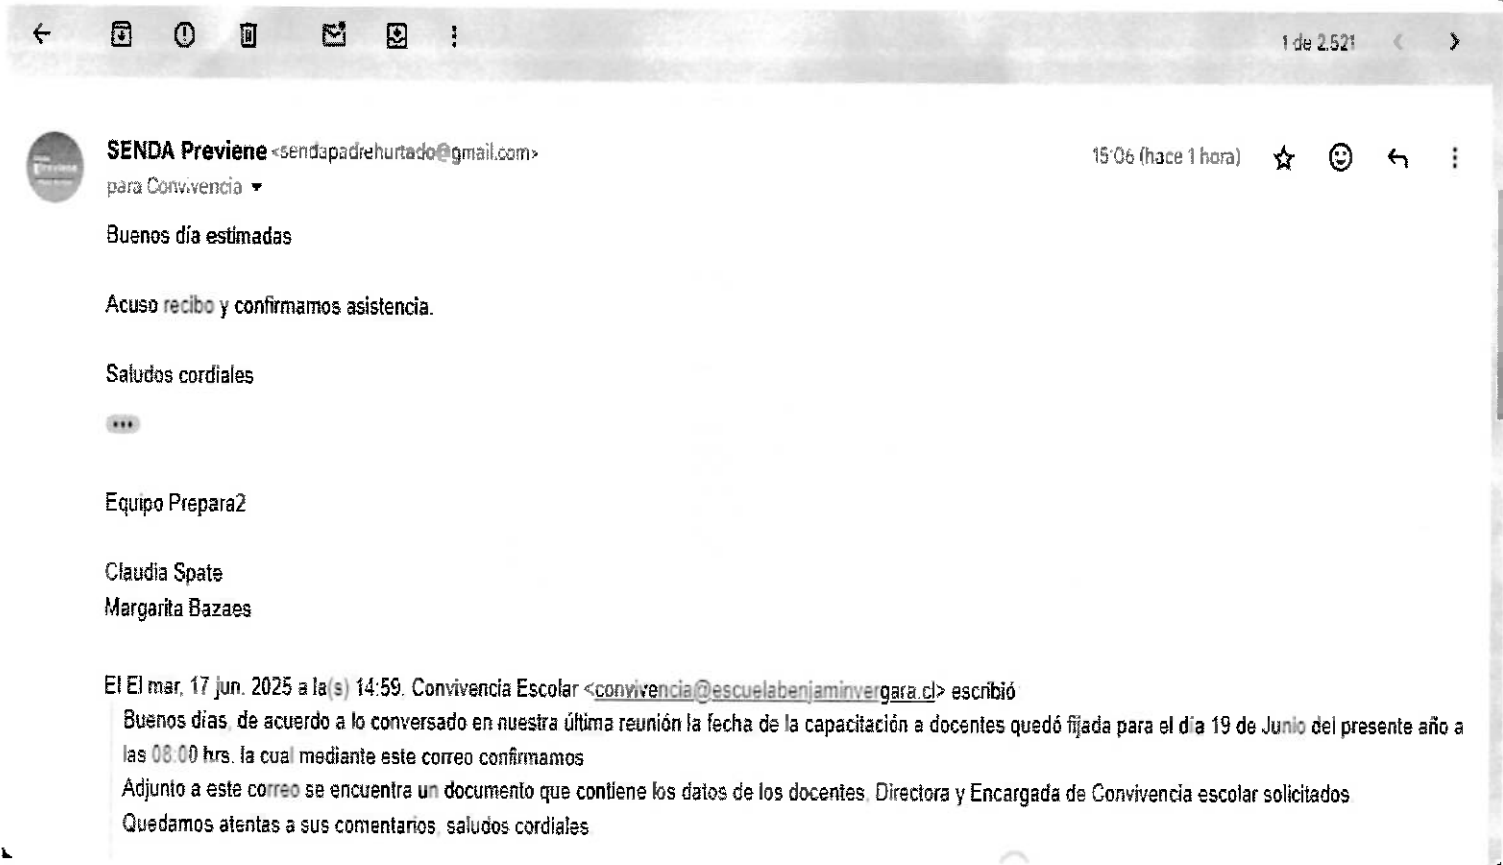 1 de 2.521
SENDA Previene <sendapadrehurtado@gmail.com>
15:06 (hace 1 hora)
para Convivencia
Buenos día estimadas
Acuso recibo y confirmamos asistencia.
Saludos cordiales
Equipo Prepara2
Claudia Spate
Margarita Bazaes
El El mar, 17 jun. 2025 a la(s) 14:59. Convivencia Escolar <convivencia@escuelabenjaminvergara.cl> escribió
Buenos días, de acuerdo a lo conversado en nuestra última reunión la fecha de la capacitación a docentes quedó fijada para el día 19 de Junio del presente año a
las 08:00 hrs. la cual mediante este correo confirmamos
Adjunto a este correo se encuentra un documento que contiene los datos de los docentes, Directora y Encargada de Convivencia escolar solicitados
Quedamos atentas a sus comentarios, saludos cordiales